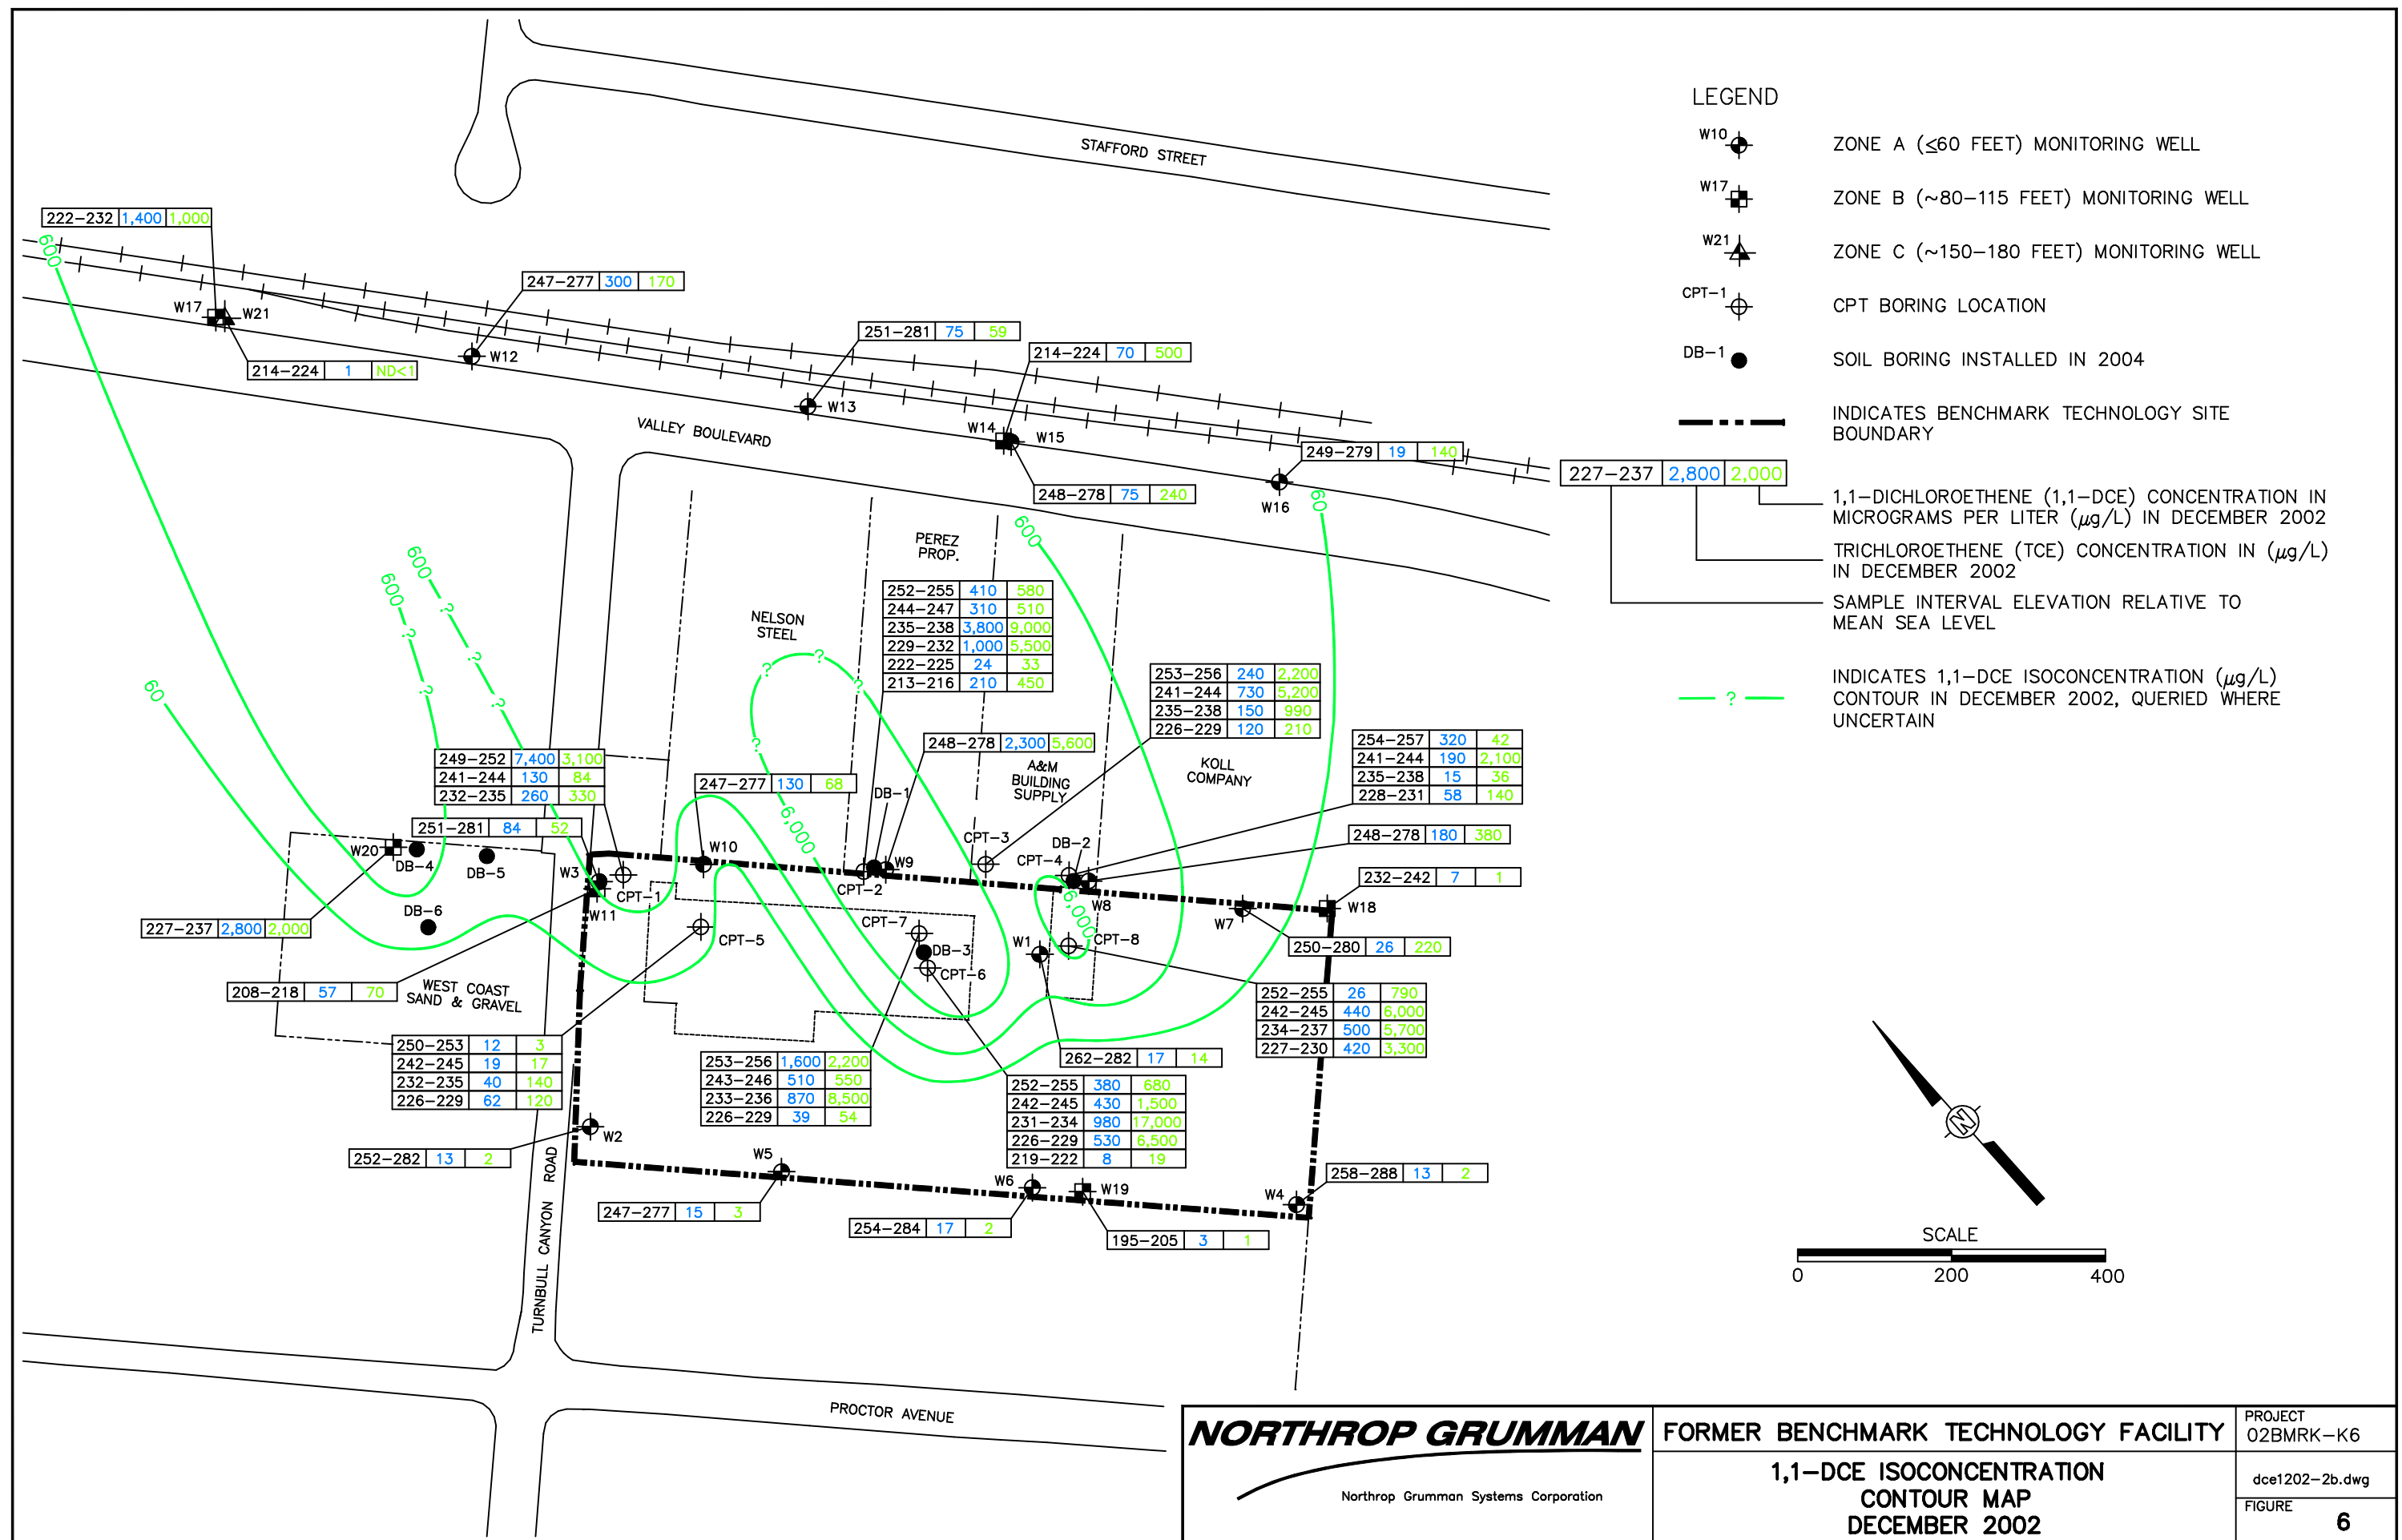 STAFFORD STREET
LEGEND
W10 ZONE A (≤60 FEET) MONITORING WELL
W17 ZONE B (~80-115 FEET) MONITORING WELL
W21 ZONE C (~150-180 FEET) MONITORING WELL
CPT-1 CPT BORING LOCATION
DB-1 SOIL BORING INSTALLED IN 2004
INDICATES BENCHMARK TECHNOLOGY SITE
BOUNDARY
227-237 2,800 2,000
1,1-DICHLOROETHENE (1,1-DCE) CONCENTRATION IN
MICROGRAMS PER LITER (μg/L) IN DECEMBER 2002
TRICHLOROETHENE (TCE) CONCENTRATION IN (μg/L)
IN DECEMBER 2002
SAMPLE INTERVAL ELEVATION RELATIVE TO
MEAN SEA LEVEL
? INDICATES 1,1-DCE ISOCONCENTRATION (μg/L)
CONTOUR IN DECEMBER 2002, QUERIED WHERE
UNCERTAIN
222-232 1,400 1,000
600
W17
W21
214-224 1 ND<1
247-277 300 170
W12
251-281 75 59
W13
214-224 70 500
W14
W15
248-278 75 240
249-279 19 140
W16
VALLEY BOULEVARD
60
600
600
?
?
600
?
?
?
60
PEREZ
PROP.
NELSON
STEEL
252-255 410 580
244-247 310 510
235-238 3,800 9,000
229-232 1,000 5,500
222-225 24 33
213-216 210 450
?
?
?
?
253-256 240 2,200
241-244 730 5,200
235-238 150 990
226-229 120 210
248-278 2,300 5,600
A&M
BUILDING
SUPPLY
KOLL
COMPANY
254-257 320 42
241-244 190 2,100
235-238 15 36
228-231 58 140
249-252 7,400 3,100
241-244 130 84
232-235 260 330
247-277 130 68
6,000
DB-1
251-281 84 52
248-278 180 380
W20
DB-4
DB-5
W3
CPT-1
W10
CPT-2
W9
CPT-3
CPT-4
DB-2
232-242 7 1
W11
W8
6,000
W7
W18
DB-6
227-237 2,800 2,000
CPT-5
CPT-7
DB-3
CPT-6
W1
CPT-8
250-280 26 220
208-218 57 70
WEST COAST
SAND & GRAVEL
252-255 26 790
242-245 440 6,000
234-237 500 5,700
227-230 420 3,300
250-253 12 3
242-245 19 17
232-235 40 140
226-229 62 120
253-256 1,600 2,200
243-246 510 550
233-236 870 8,500
226-229 39 54
262-282 17 14
252-255 380 680
242-245 430 1,500
231-234 980 17,000
226-229 530 6,500
219-222 8 19
W2
252-282 13 2
W5
247-277 15 3
W6
254-284 17 2
W19
195-205 3 1
W4
258-288 13 2
TURNBULL CANYON ROAD
PROCTOR AVENUE
N
SCALE
0 200 400
NORTHROP GRUMMAN
Northrop Grumman Systems Corporation
FORMER BENCHMARK TECHNOLOGY FACILITY
1,1-DCE ISOCONCENTRATION
CONTOUR MAP
DECEMBER 2002
PROJECT
02BMRK-K6
dce1202-2b.dwg
FIGURE
6